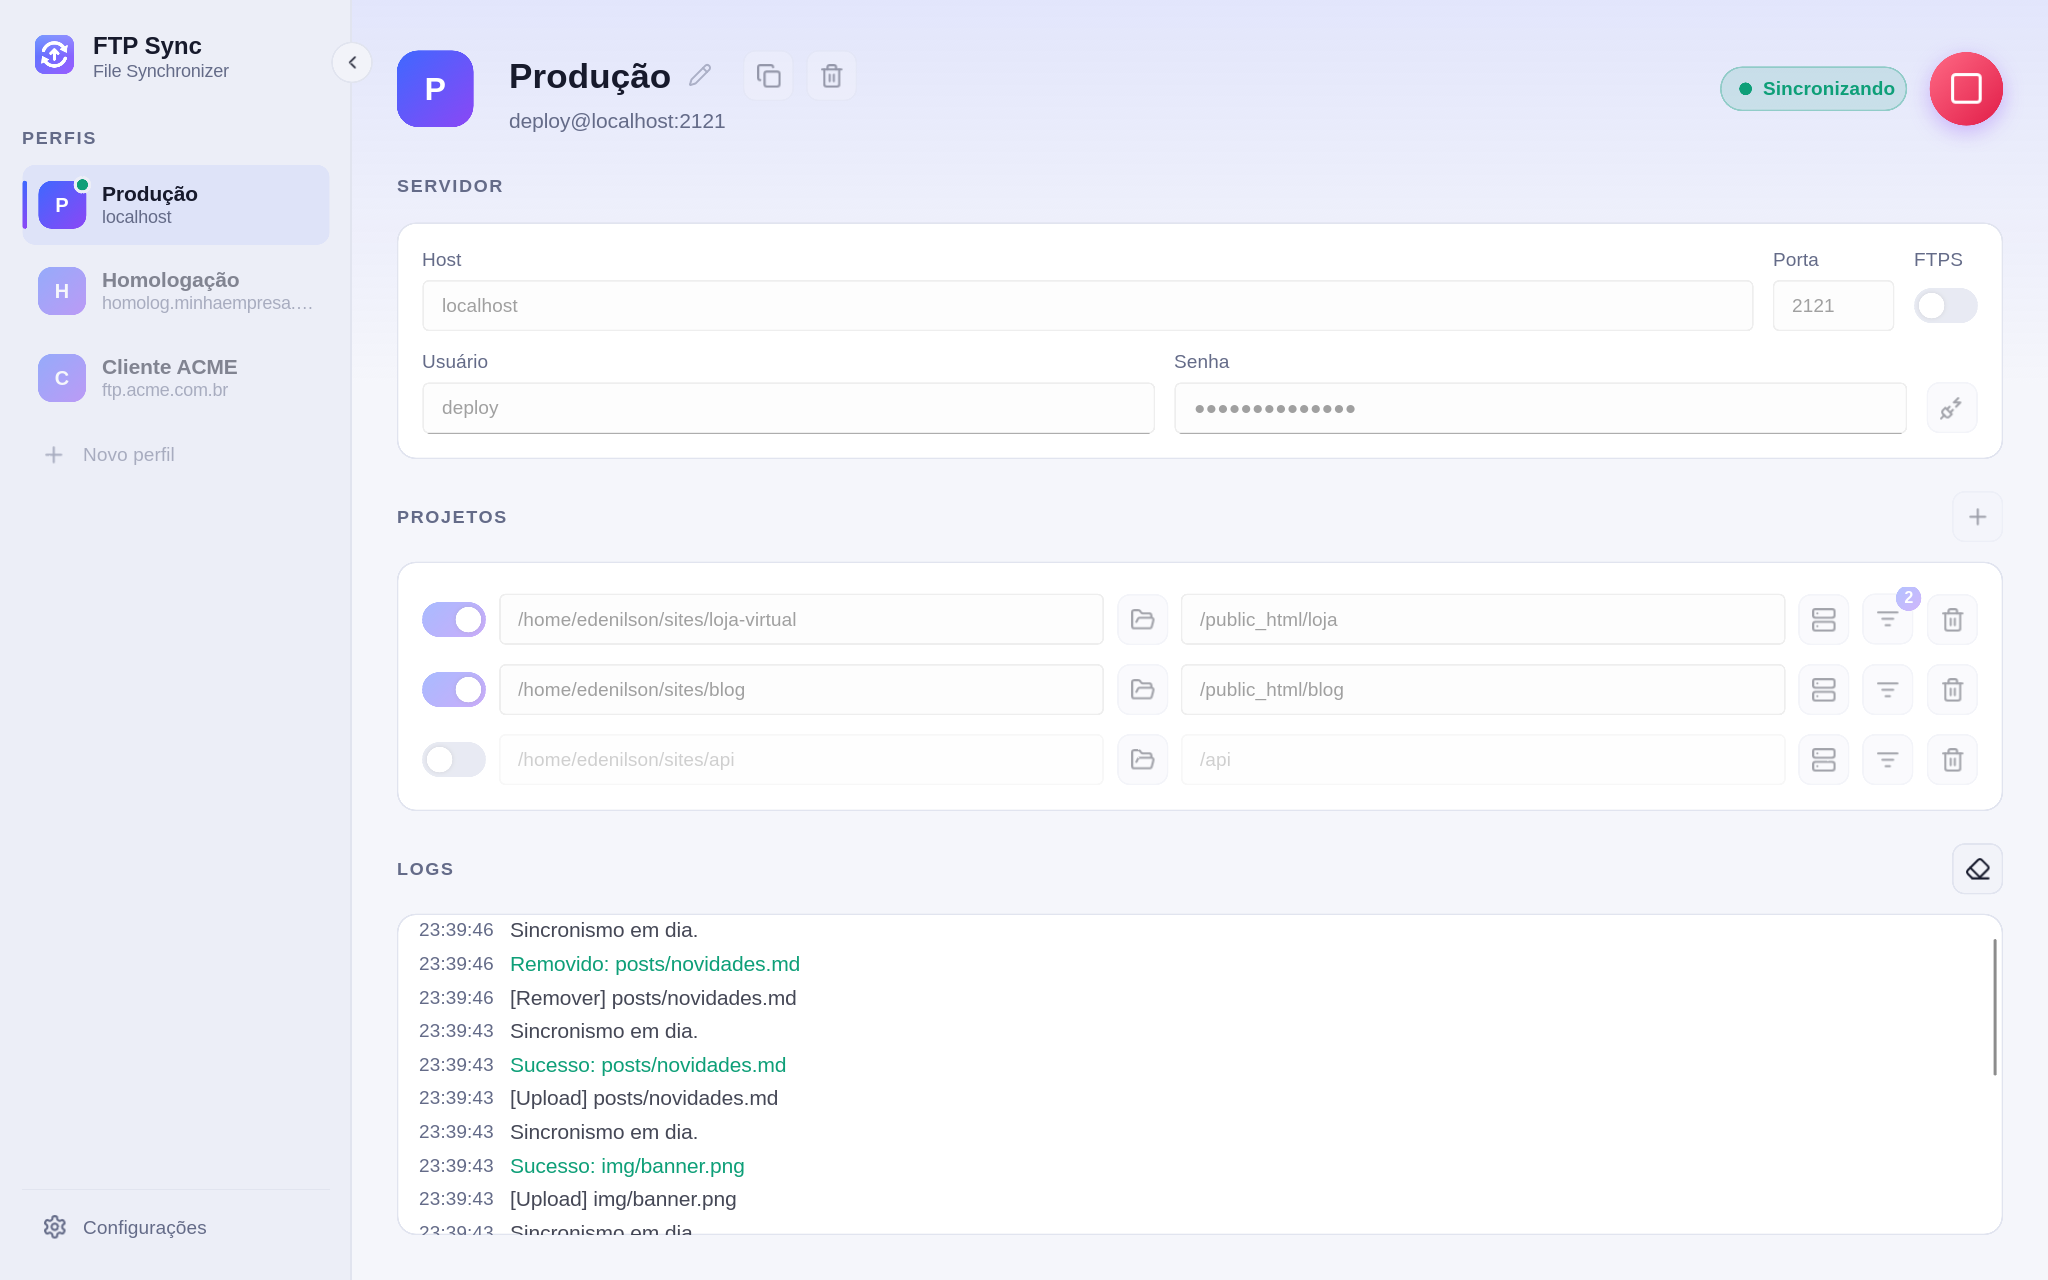 FTP Sync
File Synchronizer
PERFIS
P
Produção
localhost
H
Homologação
homolog.minhaempresa....
C
Cliente ACME
ftp.acme.com.br
Novo perfil
Configurações
P
Produção
deploy@localhost:2121
Sincronizando
SERVIDOR
Host
Porta
FTPS
localhost
2121
Usuário
Senha
deploy
●●●●●●●●●●●●●●
PROJETOS
/home/edenilson/sites/loja-virtual
/public_html/loja
2
/home/edenilson/sites/blog
/public_html/blog
/home/edenilson/sites/api
/api
LOGS
23:39:46 Sincronismo em dia.
23:39:46 Removido: posts/novidades.md
23:39:46 [Remover] posts/novidades.md
23:39:43 Sincronismo em dia.
23:39:43 Sucesso: posts/novidades.md
23:39:43 [Upload] posts/novidades.md
23:39:43 Sincronismo em dia.
23:39:43 Sucesso: img/banner.png
23:39:43 [Upload] img/banner.png
23:39:43 Sincronismo em dia.